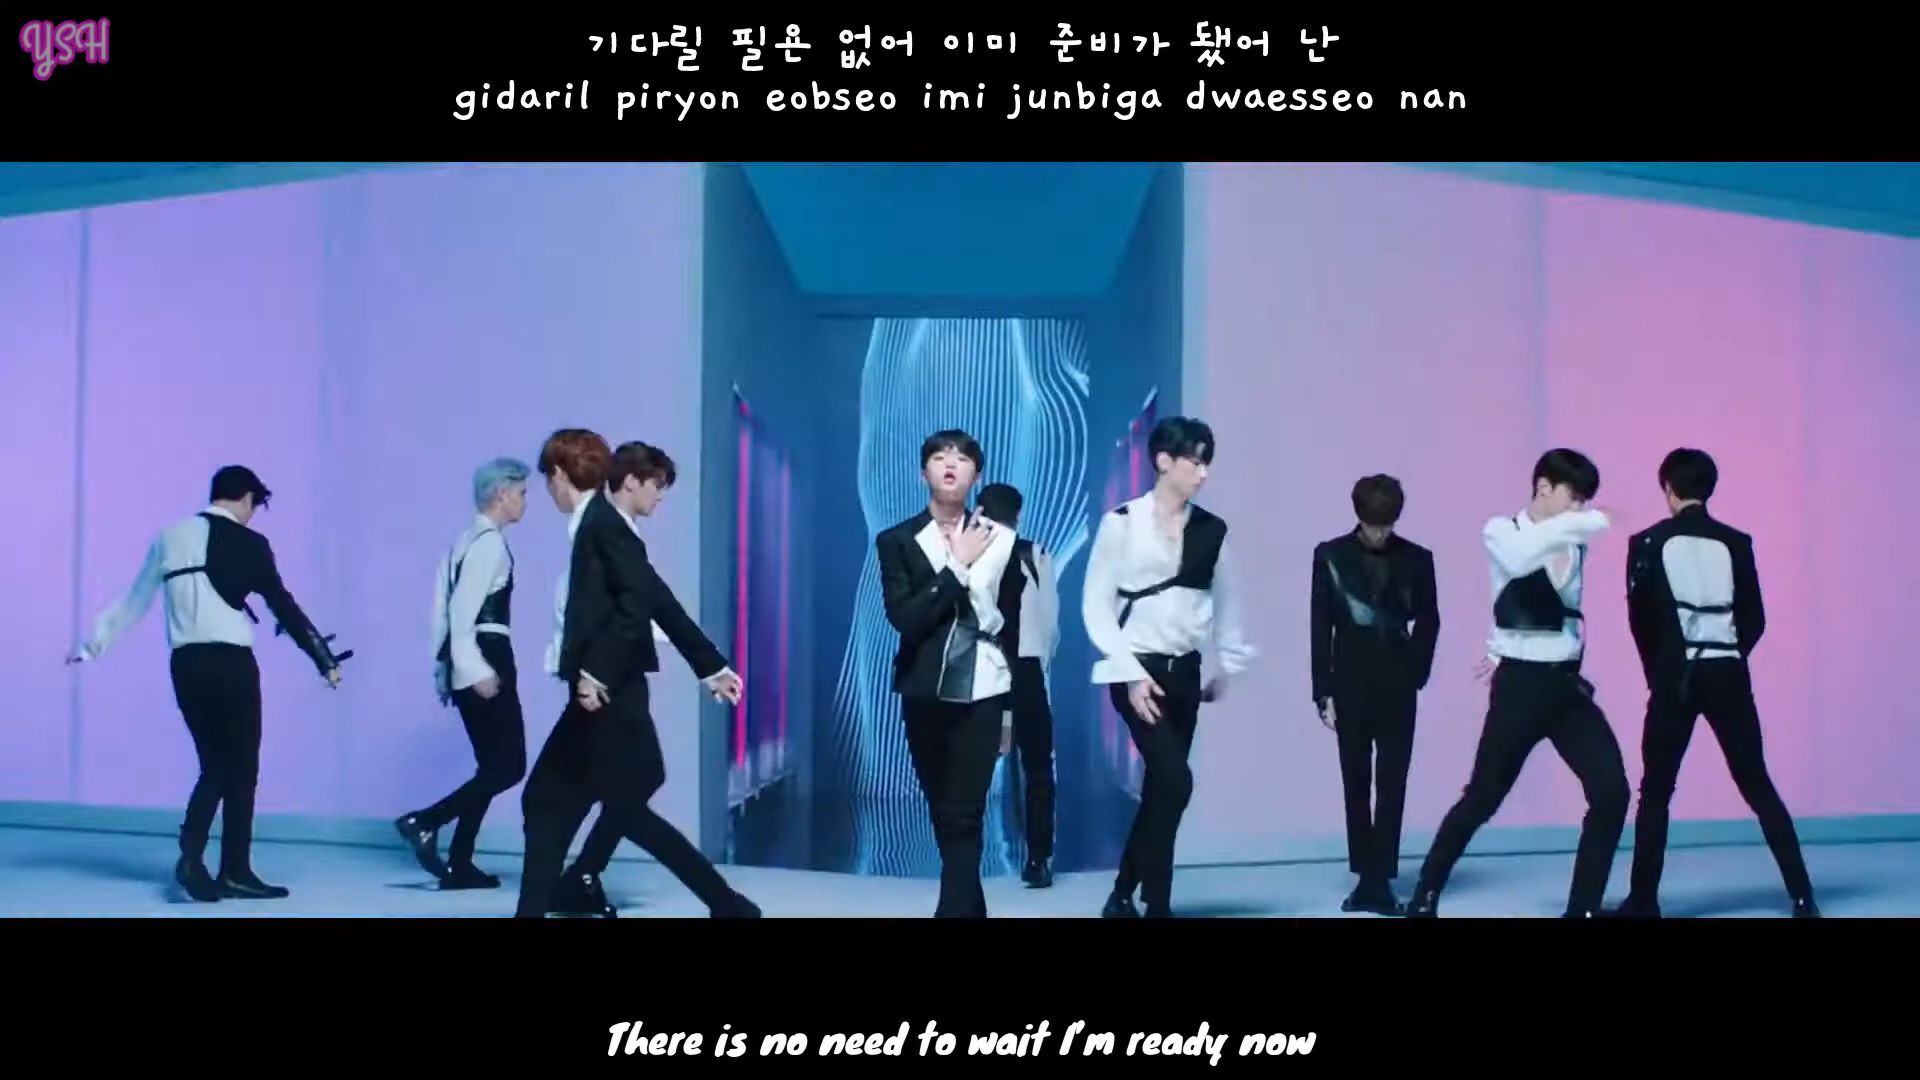 YSH
기다릴 필욘 없어 이미 준비가 됐어 난
gidaril piryon eobseo imi junbiga dwaesseo nan
There is no need to wait I'm ready now